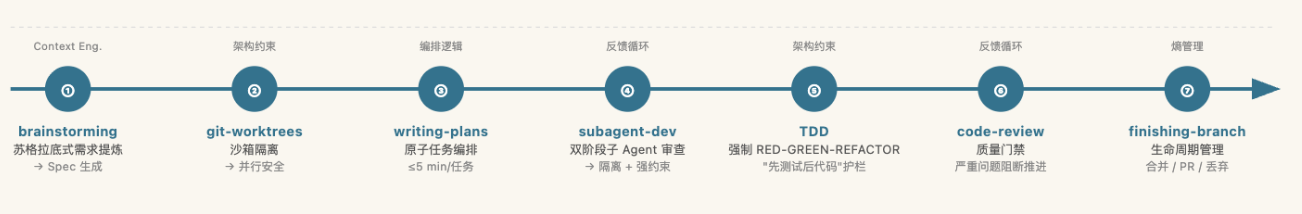 Context Eng.
架构约束
编排逻辑
反馈循环
架构约束
反馈循环
熵管理
①
②
③
④
⑤
⑥
⑦
brainstorming
git-worktrees
writing-plans
subagent-dev
TDD
code-review
finishing-branch
苏格拉底式需求提炼
沙箱隔离
原子任务编排
双阶段子 Agent 审查
强制 RED-GREEN-REFACTOR
质量门禁
生命周期管理
→ Spec 生成
→ 并行安全
≤5 min/任务
→ 隔离 + 强约束
"先测试后代码"护栏
严重问题阻断推进
合并 / PR / 丢弃